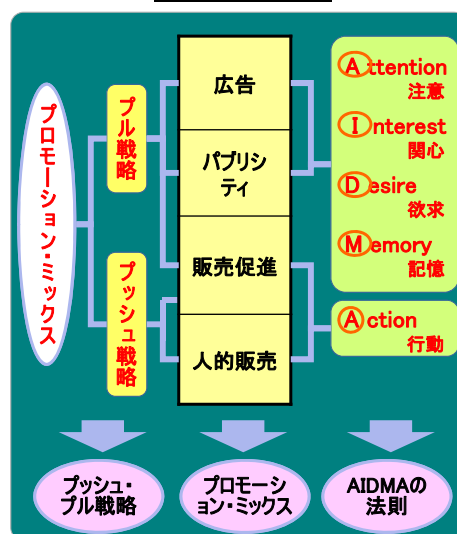 プロモーション・ミックス
プル戦略
プッシュ戦略
広告
パブリシ
ティ
販売促進
人的販売
Attention
注意
Interest
関心
Desire
欲求
Memory
記憶
Action
行動
プッシュ・
プル戦略
プロモーシ
ョン・ミックス
AIDMAの
法則